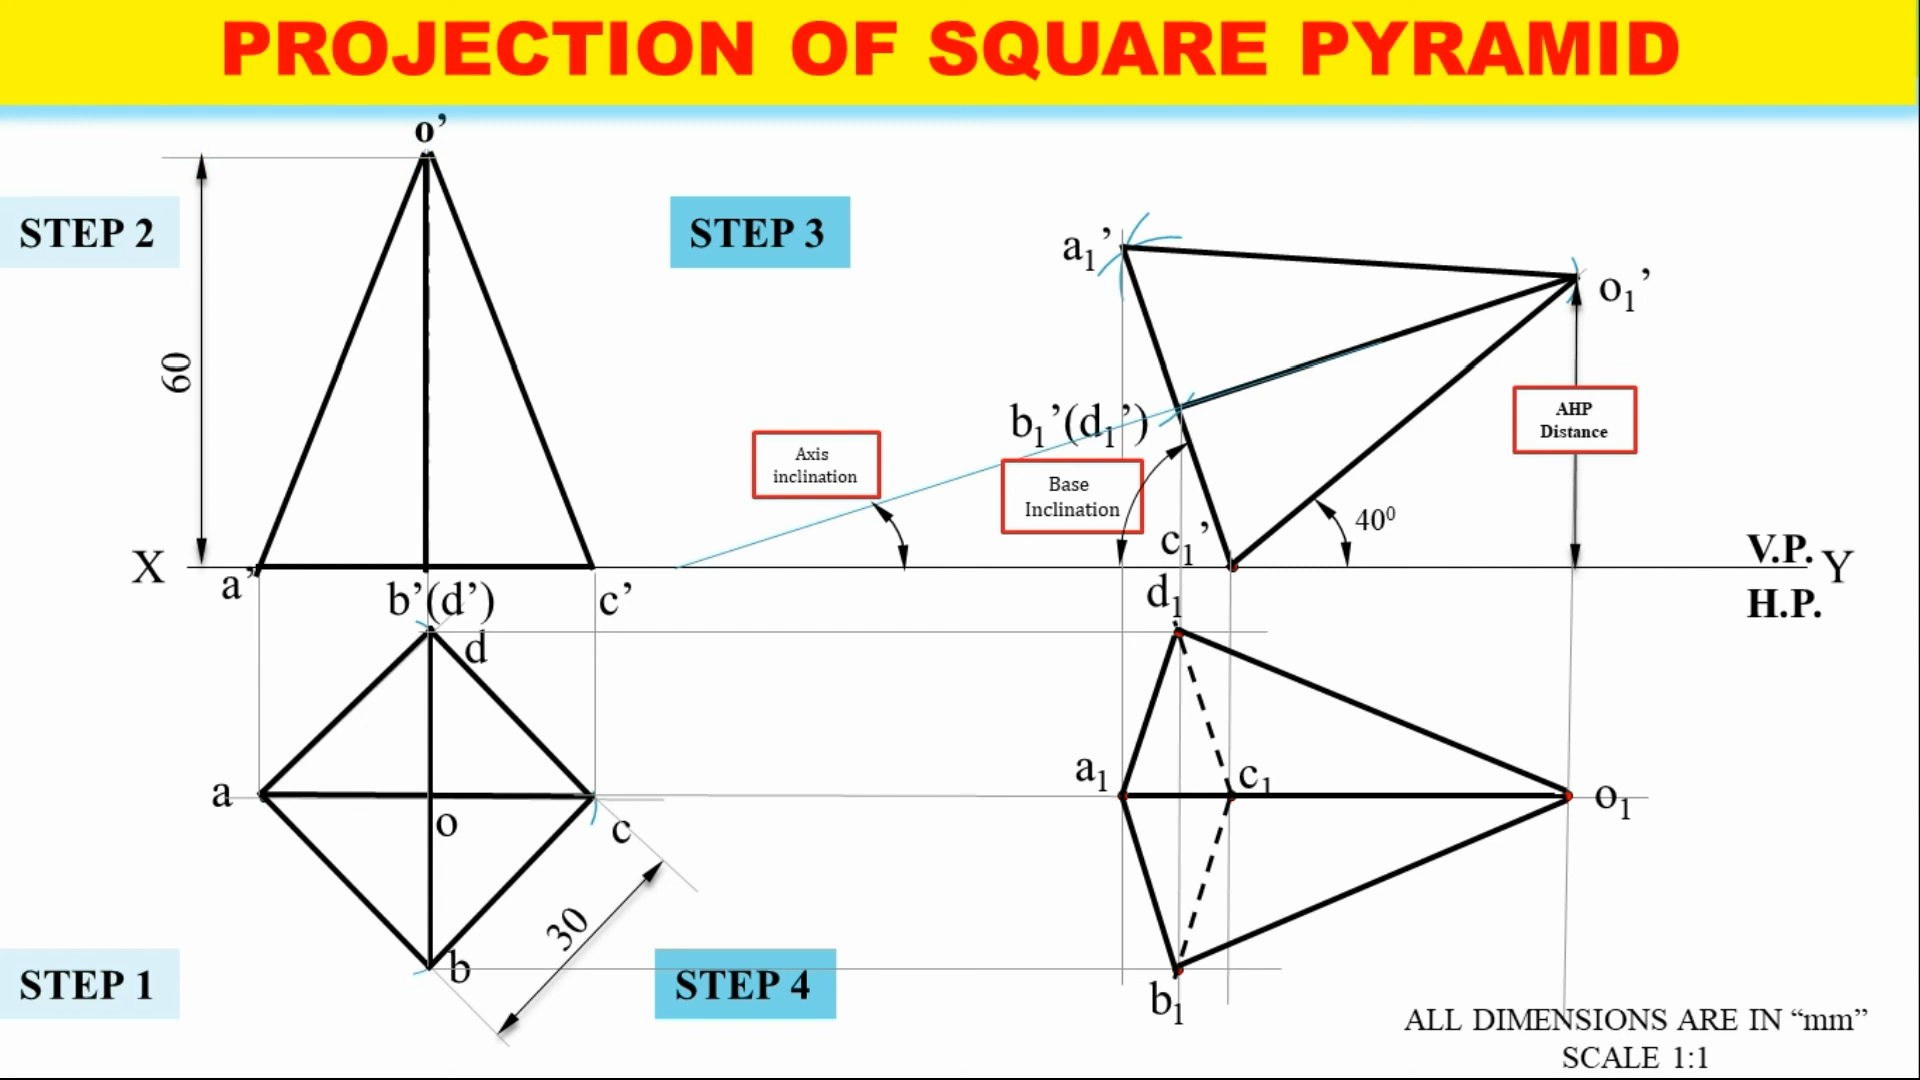 PROJECTION OF SQUARE PYRAMID
o’
STEP 2
STEP 3
60
a₁’
o₁’
b₁’(d₁’)
AHP
Distance
Axis
inclination
Base
Inclination
c₁’
40⁰
X
V.P.
Y
H.P.
a’
b’(d’)
c’
d₁
d
a
o
c
a₁
c₁
o₁
30
b
b₁
STEP 1
STEP 4
ALL DIMENSIONS ARE IN “mm”
SCALE 1:1